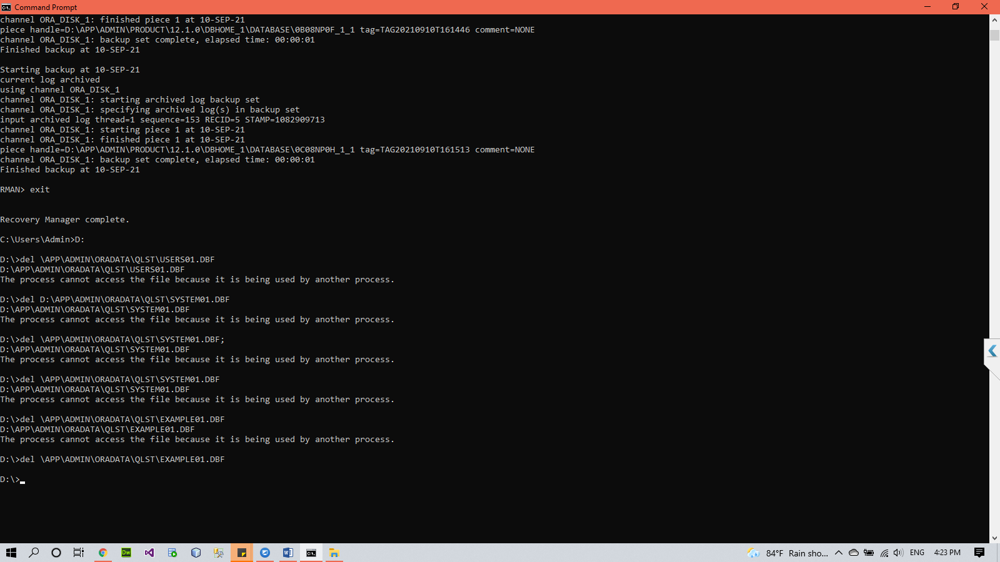 Command Prompt
channel ORA_DISK_1: finished piece 1 at 10-SEP-21
piece handle=D:\APP\ADMIN\PRODUCT\12.1.0\DBHOME_1\DATABASE\0B08NP0F_1_1 tag=TAG20210910T161446 comment=NONE
channel ORA_DISK_1: backup set complete, elapsed time: 00:00:01
Finished backup at 10-SEP-21
Starting backup at 10-SEP-21
current log archived
using channel ORA_DISK_1
channel ORA_DISK_1: starting archived log backup set
channel ORA_DISK_1: specifying archived log(s) in backup set
input archived log thread=1 sequence=153 RECID=5 STAMP=1082909713
channel ORA_DISK_1: starting piece 1 at 10-SEP-21
channel ORA_DISK_1: finished piece 1 at 10-SEP-21
piece handle=D:\APP\ADMIN\PRODUCT\12.1.0\DBHOME_1\DATABASE\0C08NP0H_1_1 tag=TAG20210910T161513 comment=NONE
channel ORA_DISK_1: backup set complete, elapsed time: 00:00:01
Finished backup at 10-SEP-21
RMAN> exit
Recovery Manager complete.
C:\Users\Admin>D:
D:\>del \APP\ADMIN\ORADATA\QLST\USERS01.DBF
D:\APP\ADMIN\ORADATA\QLST\USERS01.DBF
The process cannot access the file because it is being used by another process.
D:\>del D:\APP\ADMIN\ORADATA\QLST\SYSTEM01.DBF
D:\APP\ADMIN\ORADATA\QLST\SYSTEM01.DBF
The process cannot access the file because it is being used by another process.
D:\>del \APP\ADMIN\ORADATA\QLST\SYSTEM01.DBF;
D:\APP\ADMIN\ORADATA\QLST\SYSTEM01.DBF
The process cannot access the file because it is being used by another process.
D:\>del \APP\ADMIN\ORADATA\QLST\SYSTEM01.DBF
D:\APP\ADMIN\ORADATA\QLST\SYSTEM01.DBF
The process cannot access the file because it is being used by another process.
D:\>del \APP\ADMIN\ORADATA\QLST\EXAMPLE01.DBF
D:\APP\ADMIN\ORADATA\QLST\EXAMPLE01.DBF
The process cannot access the file because it is being used by another process.
D:\>del \APP\ADMIN\ORADATA\QLST\EXAMPLE01.DBF
D:\>
Dw
84°F Rain sho... ENG 4:23 PM